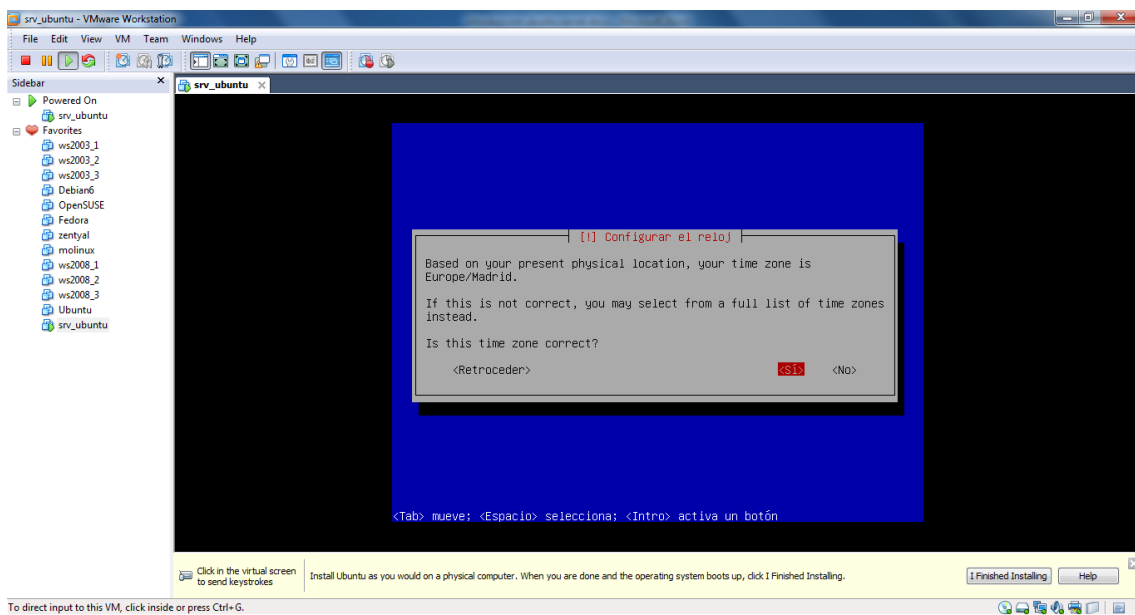 srv_ubuntu - VMware Workstation
File Edit View VM Team Windows Help
Sidebar
srv_ubuntu
Powered On
srv_ubuntu
Favorites
ws2003_1
ws2003_2
ws2003_3
Debian6
OpenSUSE
Fedora
zentyal
molinux
ws2008_1
ws2008_2
ws2008_3
Ubuntu
srv_ubuntu
[!] Configurar el reloj
Based on your present physical location, your time zone is
Europe/Madrid.
If this is not correct, you may select from a full list of time zones
instead.
Is this time zone correct?
<Retroceder> <Sí> <No>
<Tab> mueve; <Espacio> selecciona; <Intro> activa un botón
Click in the virtual screen
to send keystrokes
Install Ubuntu as you would on a physical computer. When you are done and the operating system boots up, click I Finished Installing.
I Finished Installing Help
To direct input to this VM, click inside or press Ctrl+G.